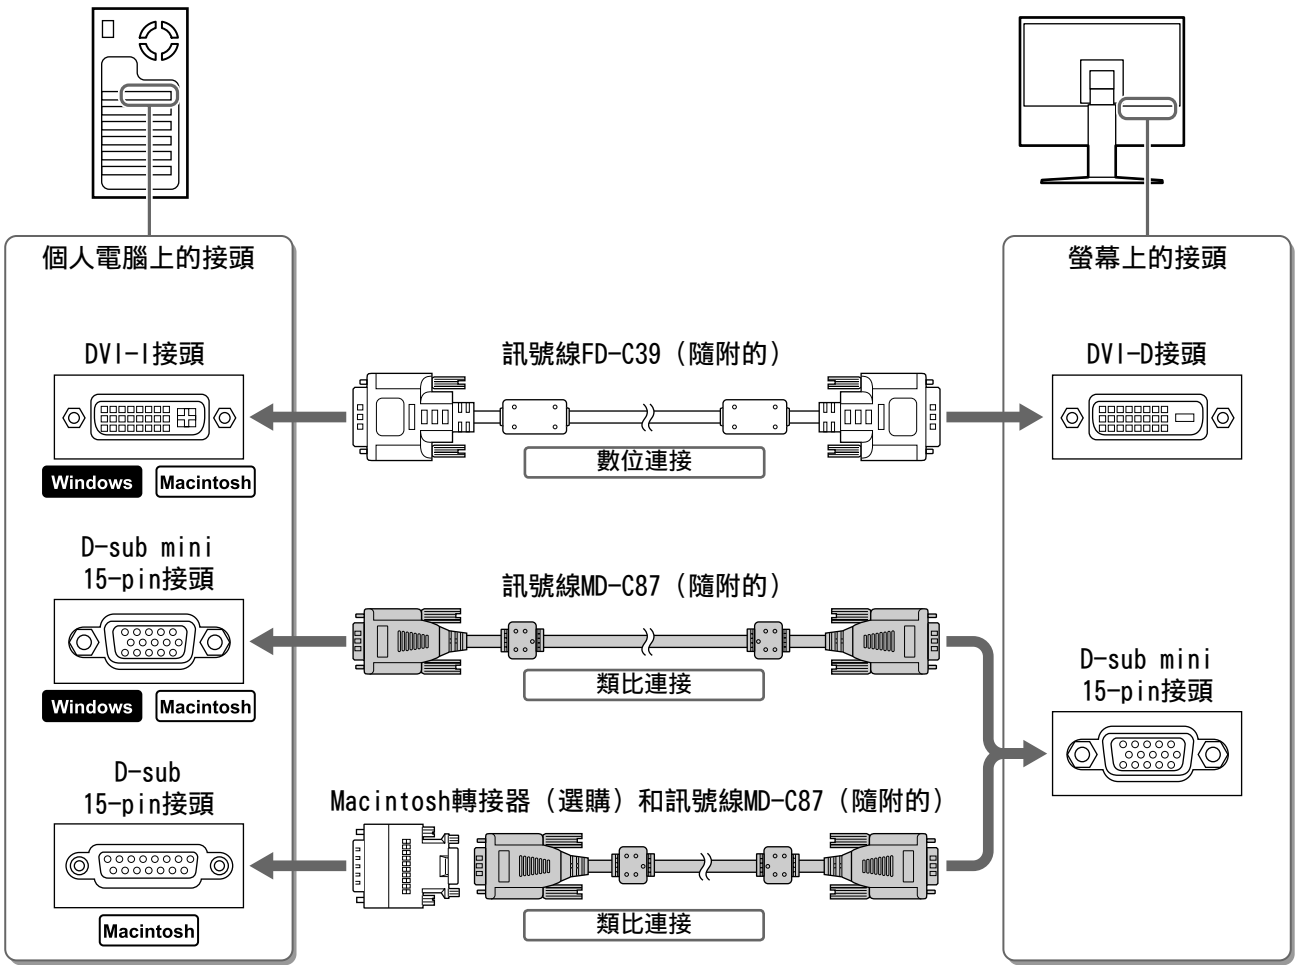 個人電腦上的接頭
螢幕上的接頭
DVI-I接頭
訊號線FD-C39（隨附的）
DVI-D接頭
數位連接
Windows Macintosh
D-sub mini
15-pin接頭
訊號線MD-C87（隨附的）
類比連接
Windows Macintosh
D-sub mini
15-pin接頭
D-sub
15-pin接頭
Macintosh轉接器（選購）和訊號線MD-C87（隨附的）
類比連接
Macintosh